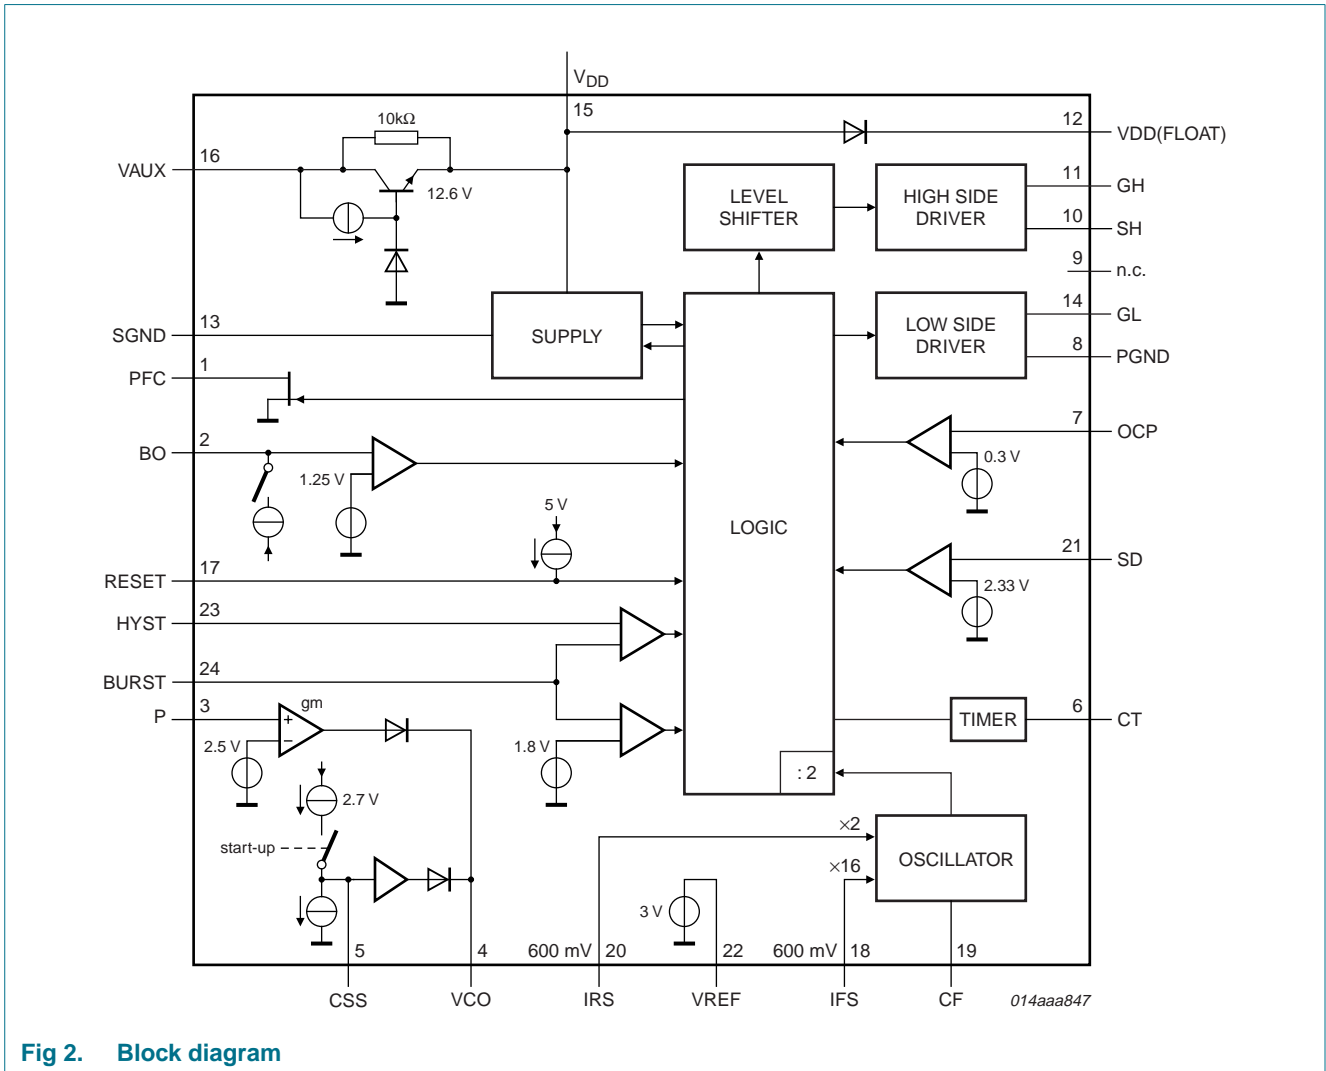 VDD
15
10kΩ
12
VDD(FLOAT)
16
VAUX
12.6 V
LEVEL
SHIFTER
HIGH SIDE
DRIVER
11
GH
10
SH
9
n.c.
13
SGND
SUPPLY
LOW SIDE
DRIVER
14
GL
8
PGND
1
PFC
2
BO
1.25 V
7
OCP
0.3 V
5 V
LOGIC
17
RESET
21
SD
2.33 V
23
HYST
24
BURST
3
P
gm
+
−
2.5 V
1.8 V
TIMER
6
CT
: 2
2.7 V
start-up
×2
×16
OSCILLATOR
3 V
5
4
600 mV
20
22
600 mV
18
19
CSS
VCO
IRS
VREF
IFS
CF
014aaa847
Fig 2. Block diagram